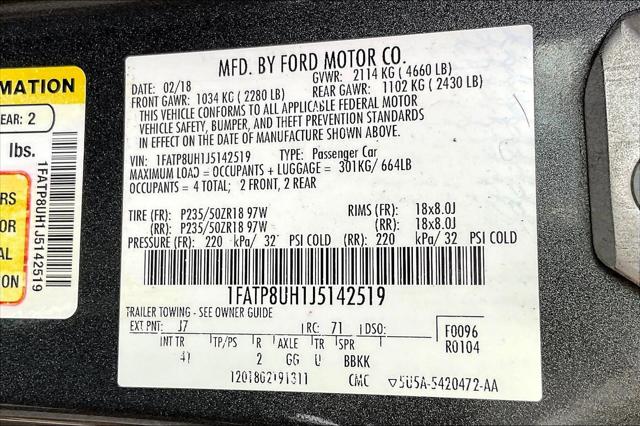 MFD. BY FORD MOTOR CO.
DATE: 02/18
GVWR: 2114 KG ( 4660 LB)
FRONT GAWR: 1034 KG ( 2280 LB)
REAR GAWR: 1102 KG ( 2430 LB)
THIS VEHICLE CONFORMS TO ALL APPLICABLE FEDERAL MOTOR
VEHICLE SAFETY, BUMPER, AND THEFT PREVENTION STANDARDS
IN EFFECT ON THE DATE OF MANUFACTURE SHOWN ABOVE.
VIN: 1FATP8UH1J5142519 TYPE: Passenger Car
MAXIMUM LOAD = OCCUPANTS + LUGGAGE = 301KG/ 664LB
OCCUPANTS = 4 TOTAL; 2 FRONT, 2 REAR
TIRE (FR): P235/50ZR18 97W RIMS (FR): 18x8.0J
(RR): P235/50ZR18 97W (RR): 18x8.0J
PRESSURE (FR): 220 kPa/ 32 PSI COLD (RR): 220 kPa/ 32 PSI COLD
1FATP8UH1J5142519
TRAILER TOWING - SEE OWNER GUIDE
EXT PNT: J7 RC: 71 DSO:
F0096
R0104
INT TR TP/PS R AXLE TR SPR
2 GG U BBKK
CMC ▽5U5A-5420472-AA
MATION
EAR: 2
lbs.
1FATP8UH1J5142519
RS
OR
AL
ION